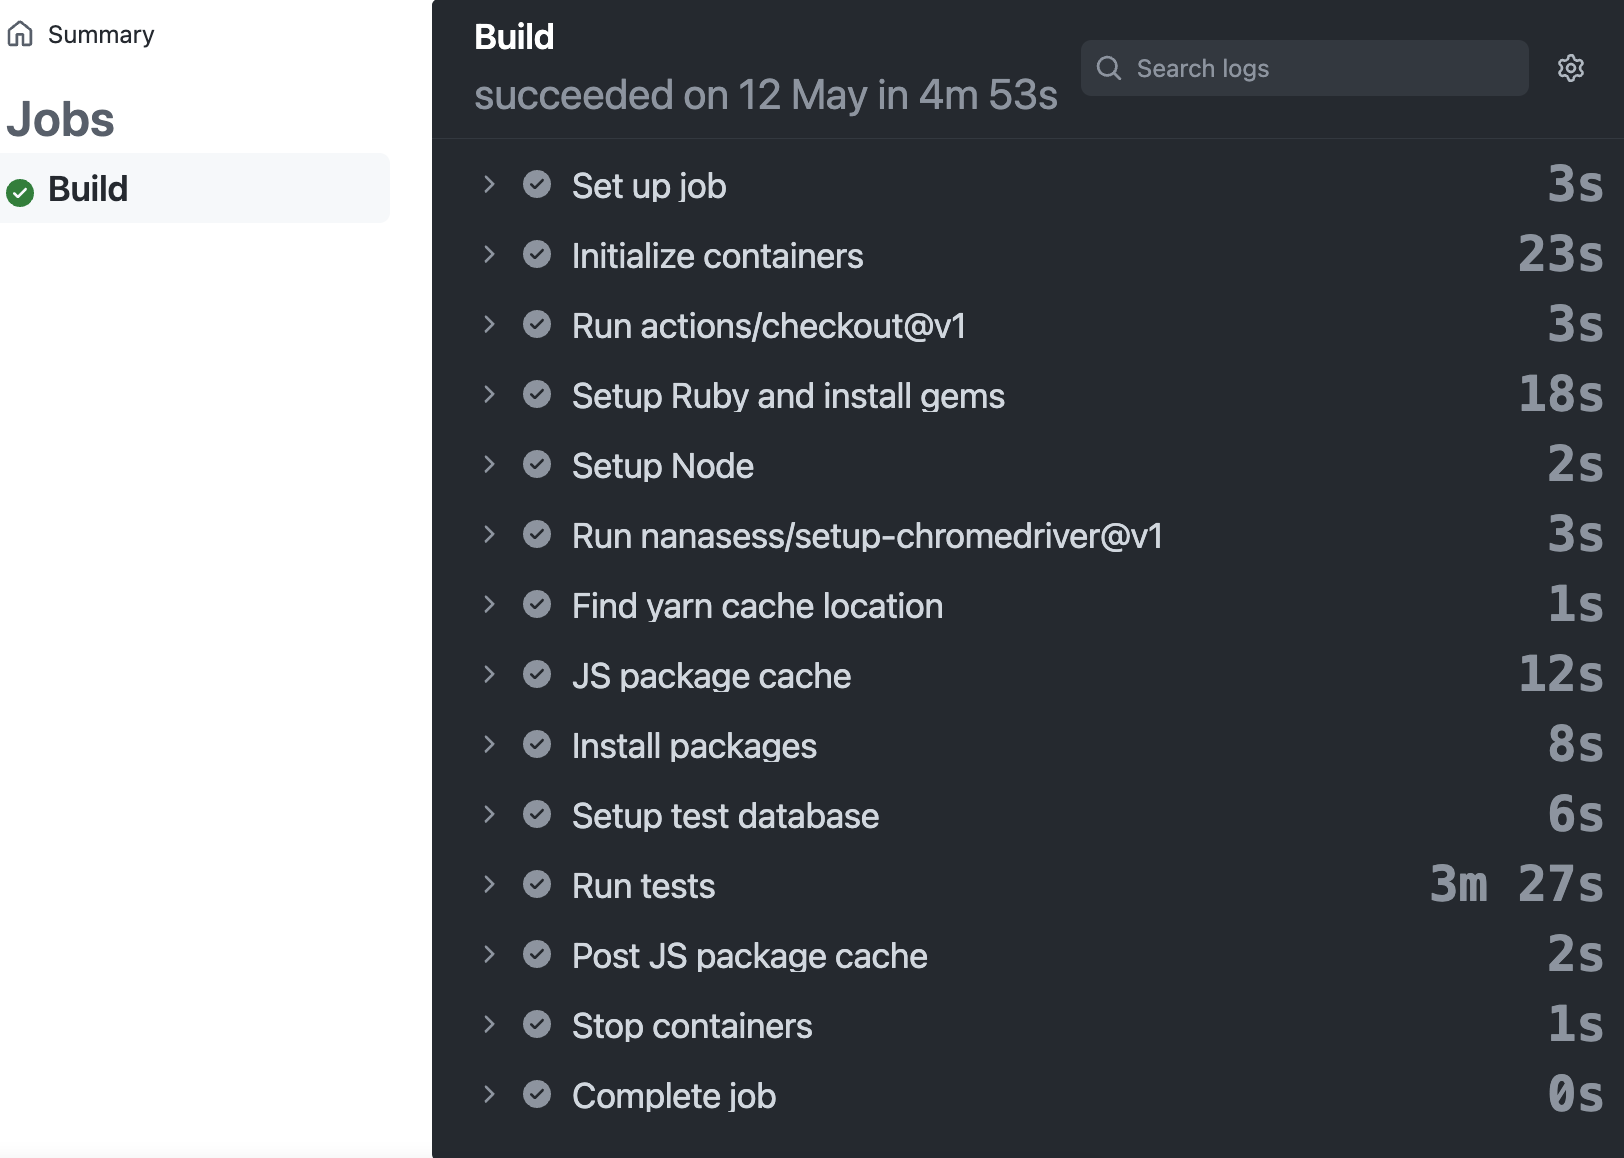 Summary
Jobs
Build
Build
succeeded on 12 May in 4m 53s
Search logs
Set up job 3s
Initialize containers 23s
Run actions/checkout@v1 3s
Setup Ruby and install gems 18s
Setup Node 2s
Run nanasess/setup-chromedriver@v1 3s
Find yarn cache location 1s
JS package cache 12s
Install packages 8s
Setup test database 6s
Run tests 3m 27s
Post JS package cache 2s
Stop containers 1s
Complete job 0s